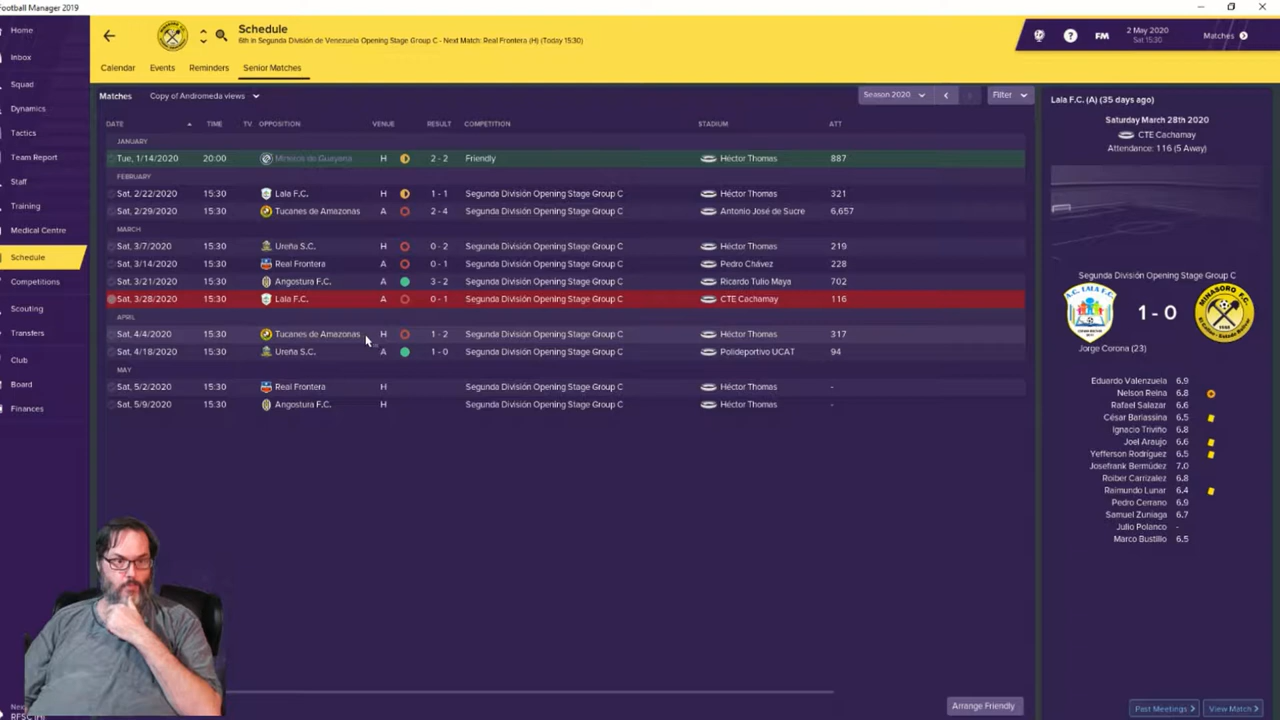 Football Manager 2019
Home
Inbox
Squad
Dynamics
Tactics
Team Report
Staff
Training
Medical Centre
Schedule
Competitions
Scouting
Transfers
Club
Board
Finances
RFSC (H)
Schedule
6th in Segunda División de Venezuela Opening Stage Group C - Next Match: Real Frontera (H) (Today 15:30)
Calendar Events Reminders Senior Matches
FM 2 May 2020 Matches
Sat 15:30
Matches Copy of Andromeda views Season 2020 Filter
DATE TIME TV OPPOSITION VENUE RESULT COMPETITION STADIUM ATT
JANUARY
Tue, 1/14/2020 20:00 Mineros de Guayana H 2 - 2 Friendly Héctor Thomas 887
FEBRUARY
Sat, 2/22/2020 15:30 Lala F.C. H 1 - 1 Segunda División Opening Stage Group C Héctor Thomas 321
Sat, 2/29/2020 15:30 Tucanes de Amazonas A 2 - 4 Segunda División Opening Stage Group C Antonio José de Sucre 6,657
MARCH
Sat, 3/7/2020 15:30 Ureña S.C. H 0 - 2 Segunda División Opening Stage Group C Héctor Thomas 219
Sat, 3/14/2020 15:30 Real Frontera A 0 - 1 Segunda División Opening Stage Group C Pedro Chávez 228
Sat, 3/21/2020 15:30 Angostura F.C. A 3 - 2 Segunda División Opening Stage Group C Ricardo Tulio Maya 702
Sat, 3/28/2020 15:30 Lala F.C. A 0 - 1 Segunda División Opening Stage Group C CTE Cachamay 116
APRIL
Sat, 4/4/2020 15:30 Tucanes de Amazonas H 1 - 2 Segunda División Opening Stage Group C Héctor Thomas 317
Sat, 4/18/2020 15:30 Ureña S.C. A 1 - 0 Segunda División Opening Stage Group C Polideportivo UCAT 94
MAY
Sat, 5/2/2020 15:30 Real Frontera H Segunda División Opening Stage Group C Héctor Thomas -
Sat, 5/9/2020 15:30 Angostura F.C. H Segunda División Opening Stage Group C Héctor Thomas -
Arrange Friendly
Lala F.C. (A) (35 days ago)
Saturday March 28th 2020
CTE Cachamay
Attendance: 116 (5 Away)
Segunda División Opening Stage Group C
A.C. LALA F.C. 1 - 0 MINASORO F.C.
Jorge Corona (23)
Eduardo Valenzuela 6.9
Nelson Reina 6.8
Rafael Salazar 6.6
César Bariassina 6.5
Ignacio Triviño 6.8
Joel Araujo 6.6
Yefferson Rodríguez 6.5
Josefrank Bermúdez 7.0
Roiber Carrizalez 6.8
Raimundo Lunar 6.4
Pedro Cerrano 6.9
Samuel Zuniaga 6.7
Julio Polanco -
Marco Bustillo 6.5
Past Meetings View Match